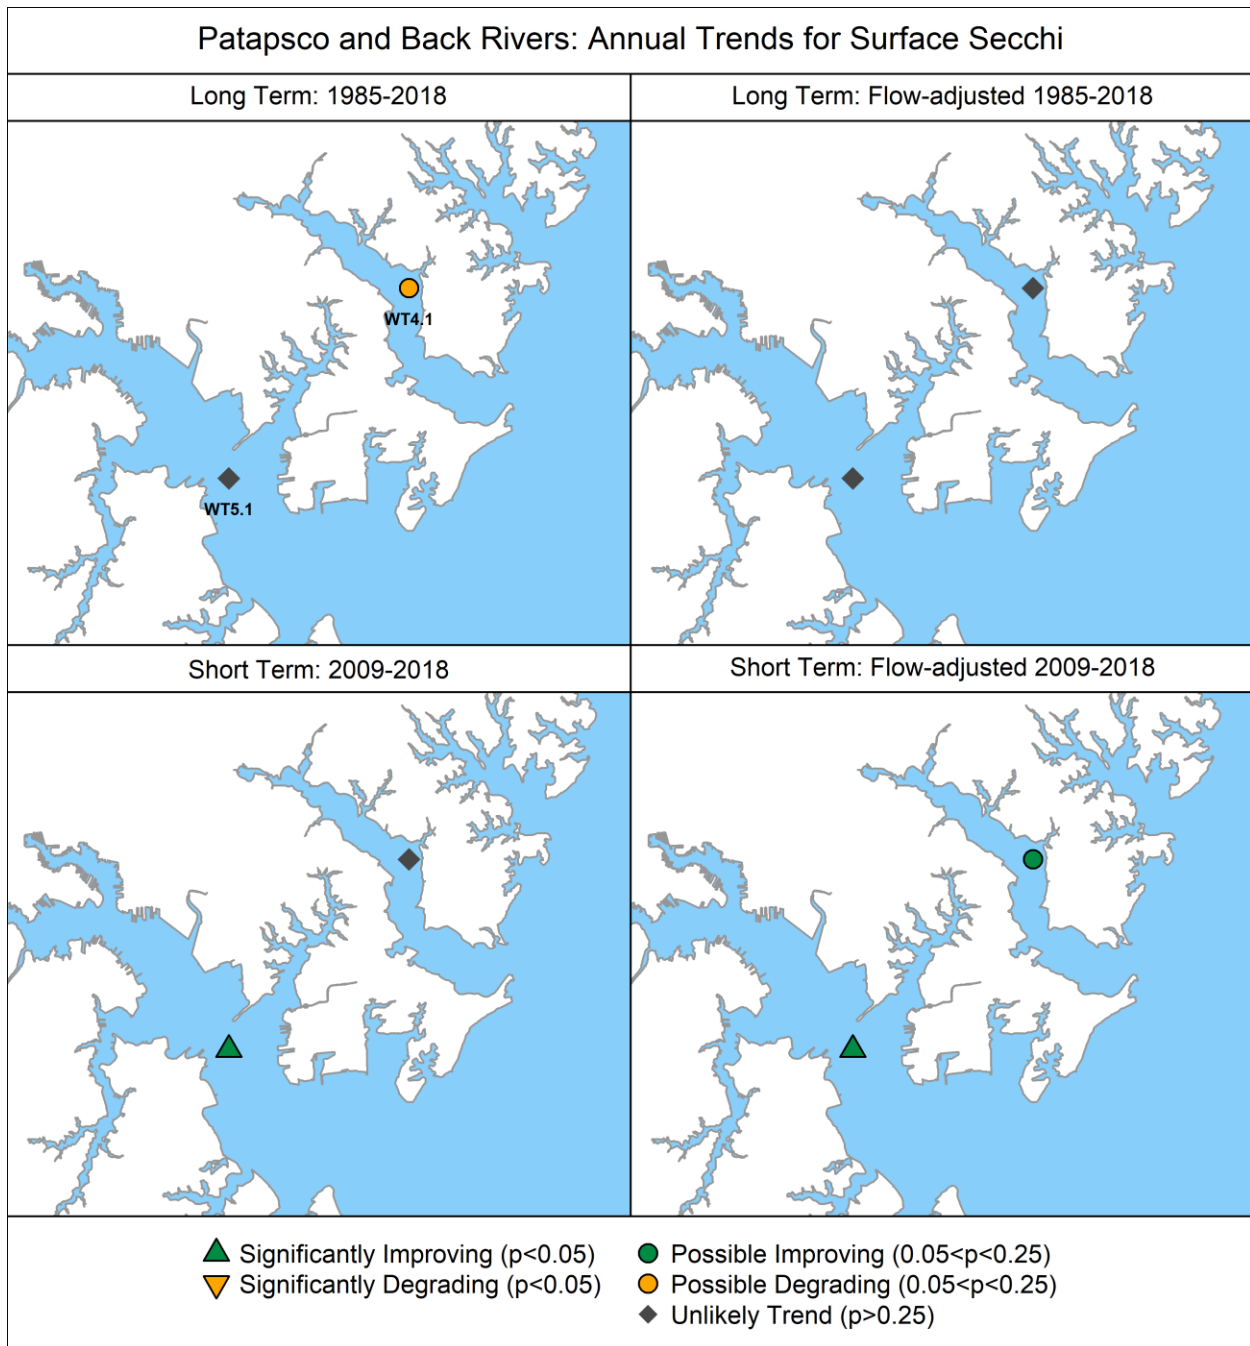 Patapsco and Back Rivers: Annual Trends for Surface Secchi
Long Term: 1985-2018
Long Term: Flow-adjusted 1985-2018
WT4.1
WT5.1
Short Term: 2009-2018
Short Term: Flow-adjusted 2009-2018
Significantly Improving (p<0.05)
Significantly Degrading (p<0.05)
Possible Improving (0.05<p<0.25)
Possible Degrading (0.05<p<0.25)
Unlikely Trend (p>0.25)